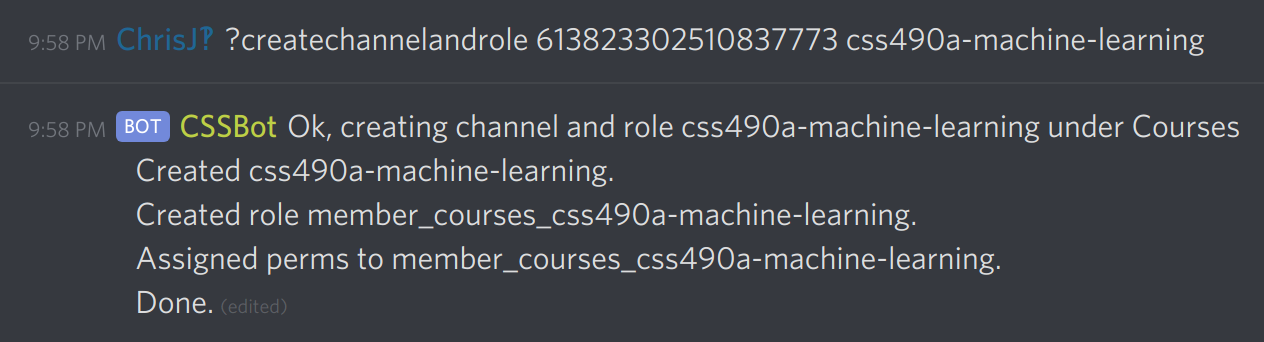 9:58 PM ChrisJ‽ ?createchannelandrole 613823302510837773 css490a-machine-learning
9:58 PM BOT CSSBot Ok, creating channel and role css490a-machine-learning under Courses
Created css490a-machine-learning.
Created role member_courses_css490a-machine-learning.
Assigned perms to member_courses_css490a-machine-learning.
Done. (edited)